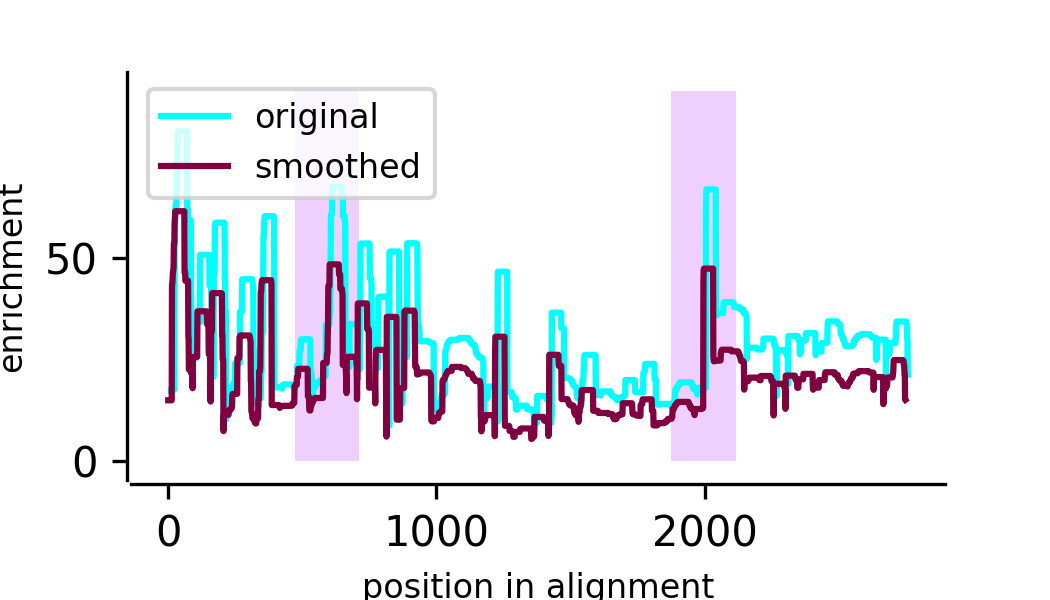 original
smoothed
enrichment
50
0
0
1000
2000
position in alignment